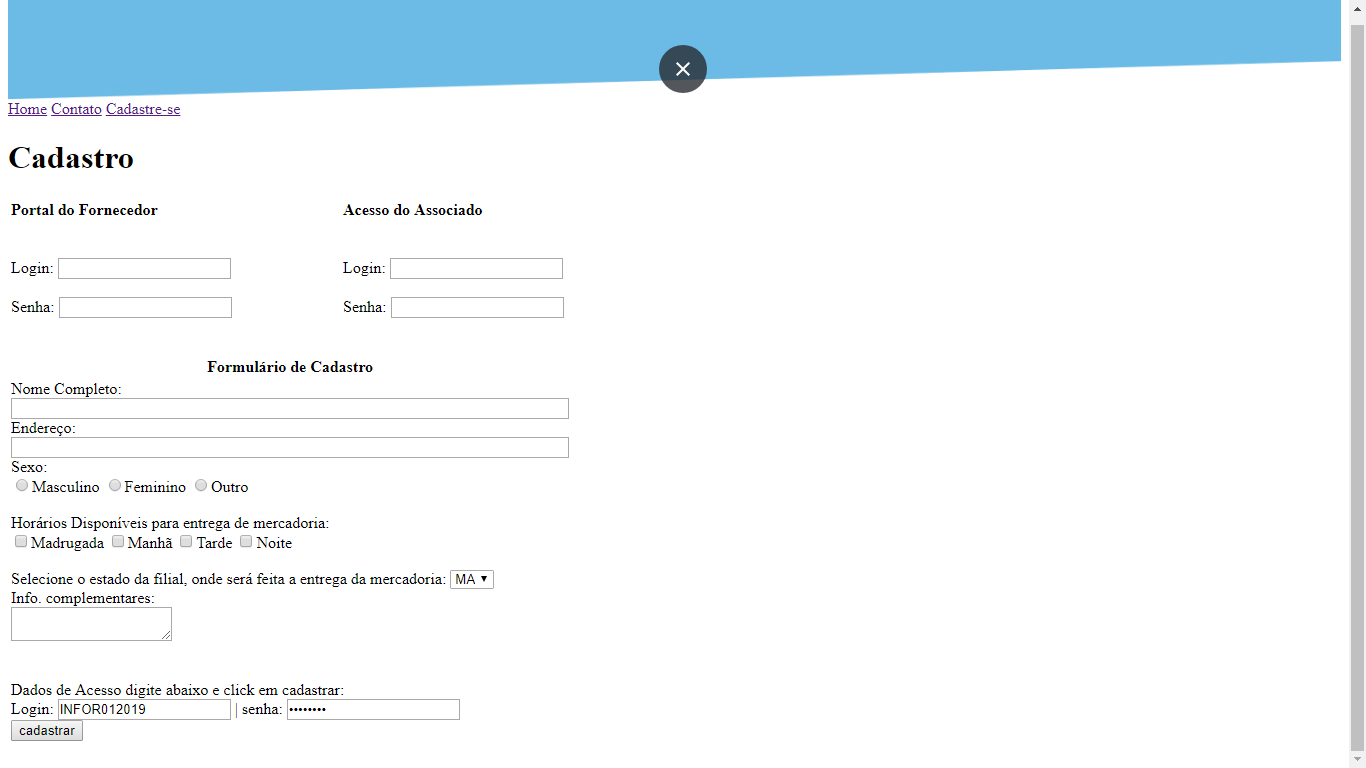 Home Contato Cadastre-se
Cadastro
Portal do Fornecedor
Acesso do Associado
Login:
Login:
Senha:
Senha:
Formulário de Cadastro
Nome Completo:
Endereço:
Sexo:
Masculino Feminino Outro
Horários Disponíveis para entrega de mercadoria:
Madrugada Manhã Tarde Noite
Selecione o estado da filial, onde será feita a entrega da mercadoria: MA
Info. complementares:
Dados de Acesso digite abaixo e click em cadastrar:
Login: INFOR012019 | senha: ••••••••
cadastrar